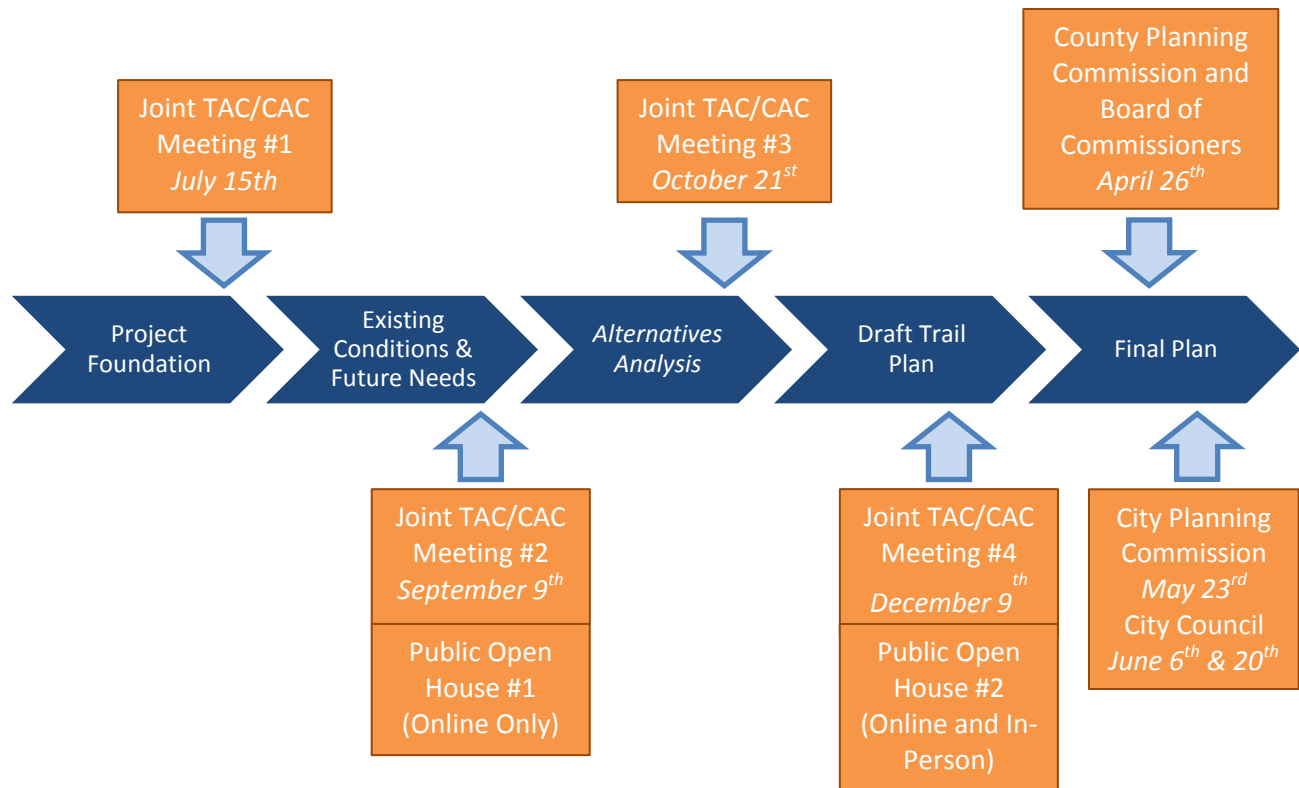 Joint TAC/CAC
Meeting #1
July 15th
Joint TAC/CAC
Meeting #3
October 21st
County Planning
Commission and
Board of
Commissioners
April 26th
Project
Foundation
Existing
Conditions &
Future Needs
Alternatives
Analysis
Draft Trail
Plan
Final Plan
Joint TAC/CAC
Meeting #2
September 9th
Public Open
House #1
(Online Only)
Joint TAC/CAC
Meeting #4
December 9th
Public Open
House #2
(Online and In-
Person)
City Planning
Commission
May 23rd
City Council
June 6th & 20th